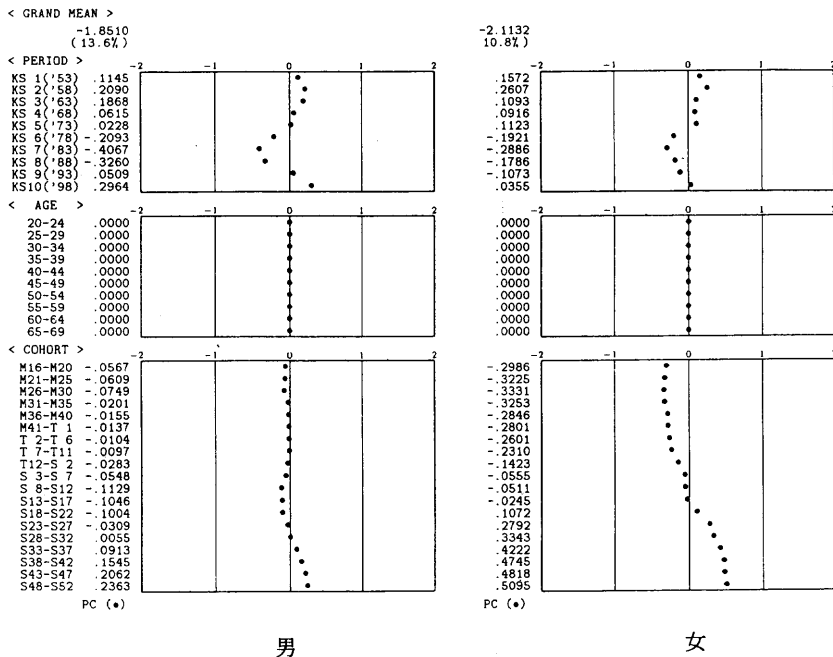 < GRAND MEAN >
-1.8510 -2.1132
(13.6%) 10.8%)
< PERIOD >
-2 -1 0 1 2 -2 -1 0 1 2
KS 1('53) .1145 .1572
KS 2('58) .2090 .2607
KS 3('63) .1868 .1093
KS 4('68) .0615 .0916
KS 5('73) .0228 .1123
KS 6('78) -.2093 -.1921
KS 7('83) -.4067 -.2886
KS 8('88) -.3260 -.1786
KS 9('93) .0509 -.1073
KS10('98) .2964 .0355
< AGE >
-2 -1 0 1 2 -2 -1 0 1 2
20-24 .0000 .0000
25-29 .0000 .0000
30-34 .0000 .0000
35-39 .0000 .0000
40-44 .0000 .0000
45-49 .0000 .0000
50-54 .0000 .0000
55-59 .0000 .0000
60-64 .0000 .0000
65-69 .0000 .0000
< COHORT >
-2 -1 0 1 2 -2 -1 0 1 2
M16-M20 -.0567 -.2986
M21-M25 -.0609 -.3225
M26-M30 -.0749 -.3331
M31-M35 -.0201 -.3253
M36-M40 -.0155 -.2846
M41-T 1 -.0137 -.2801
T 2-T 6 -.0104 -.2601
T 7-T11 -.0097 -.2310
T12-S 2 -.0283 -.1423
S 3-S 7 -.0548 -.0555
S 8-S12 -.1129 -.0511
S13-S17 -.1046 -.0245
S18-S22 -.1004 .1072
S23-S27 -.0309 .2792
S28-S32 .0055 .3343
S33-S37 .0913 .4222
S38-S42 .1545 .4745
S43-S47 .2062 .4818
S48-S52 .2363 .5095
PC (●) PC (●)
男 女